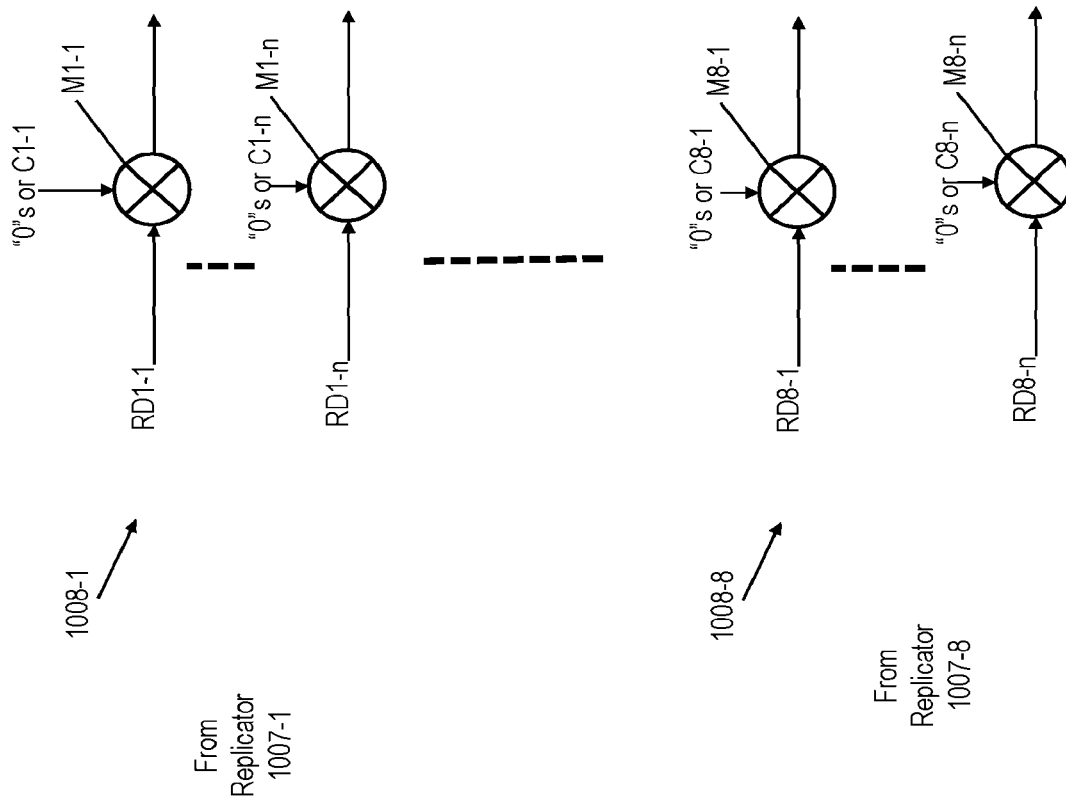 "0"s or C1-1
M1-1
RD1-1
"0"s or C1-n
M1-n
RD1-n
1008-1
From
Replicator
1007-1
"0"s or C8-1
M8-1
RD8-1
"0"s or C8-n
M8-n
RD8-n
1008-8
From
Replicator
1007-8